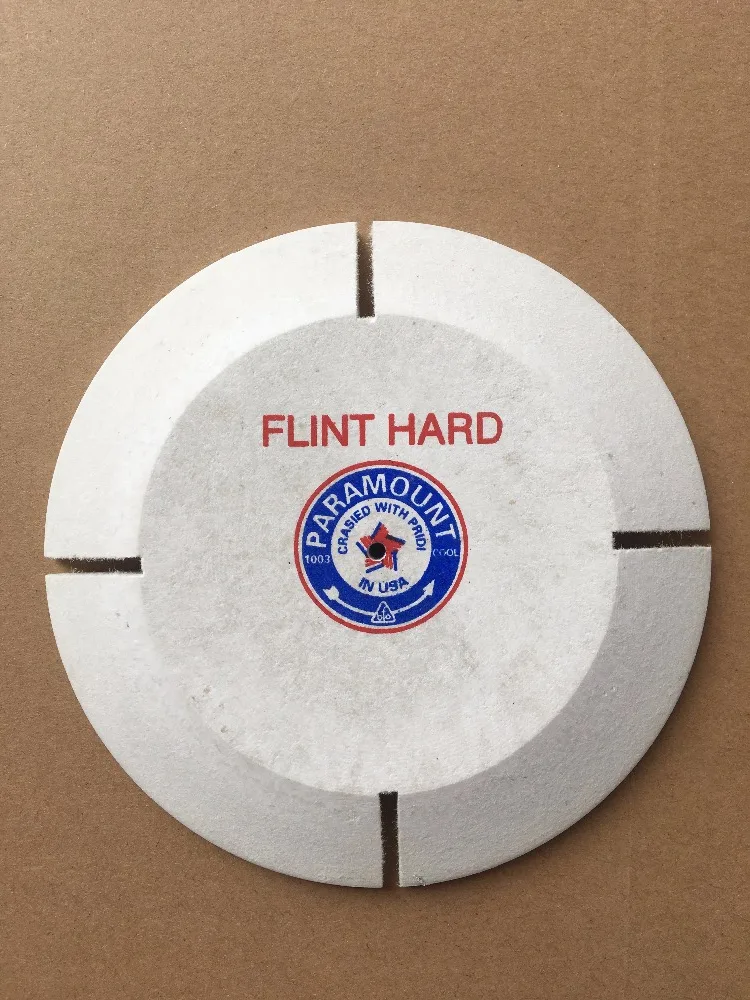 FLINT HARD
PARAMOUNT
CRASIED WITH PRIDI
1003
COOL
IN USA